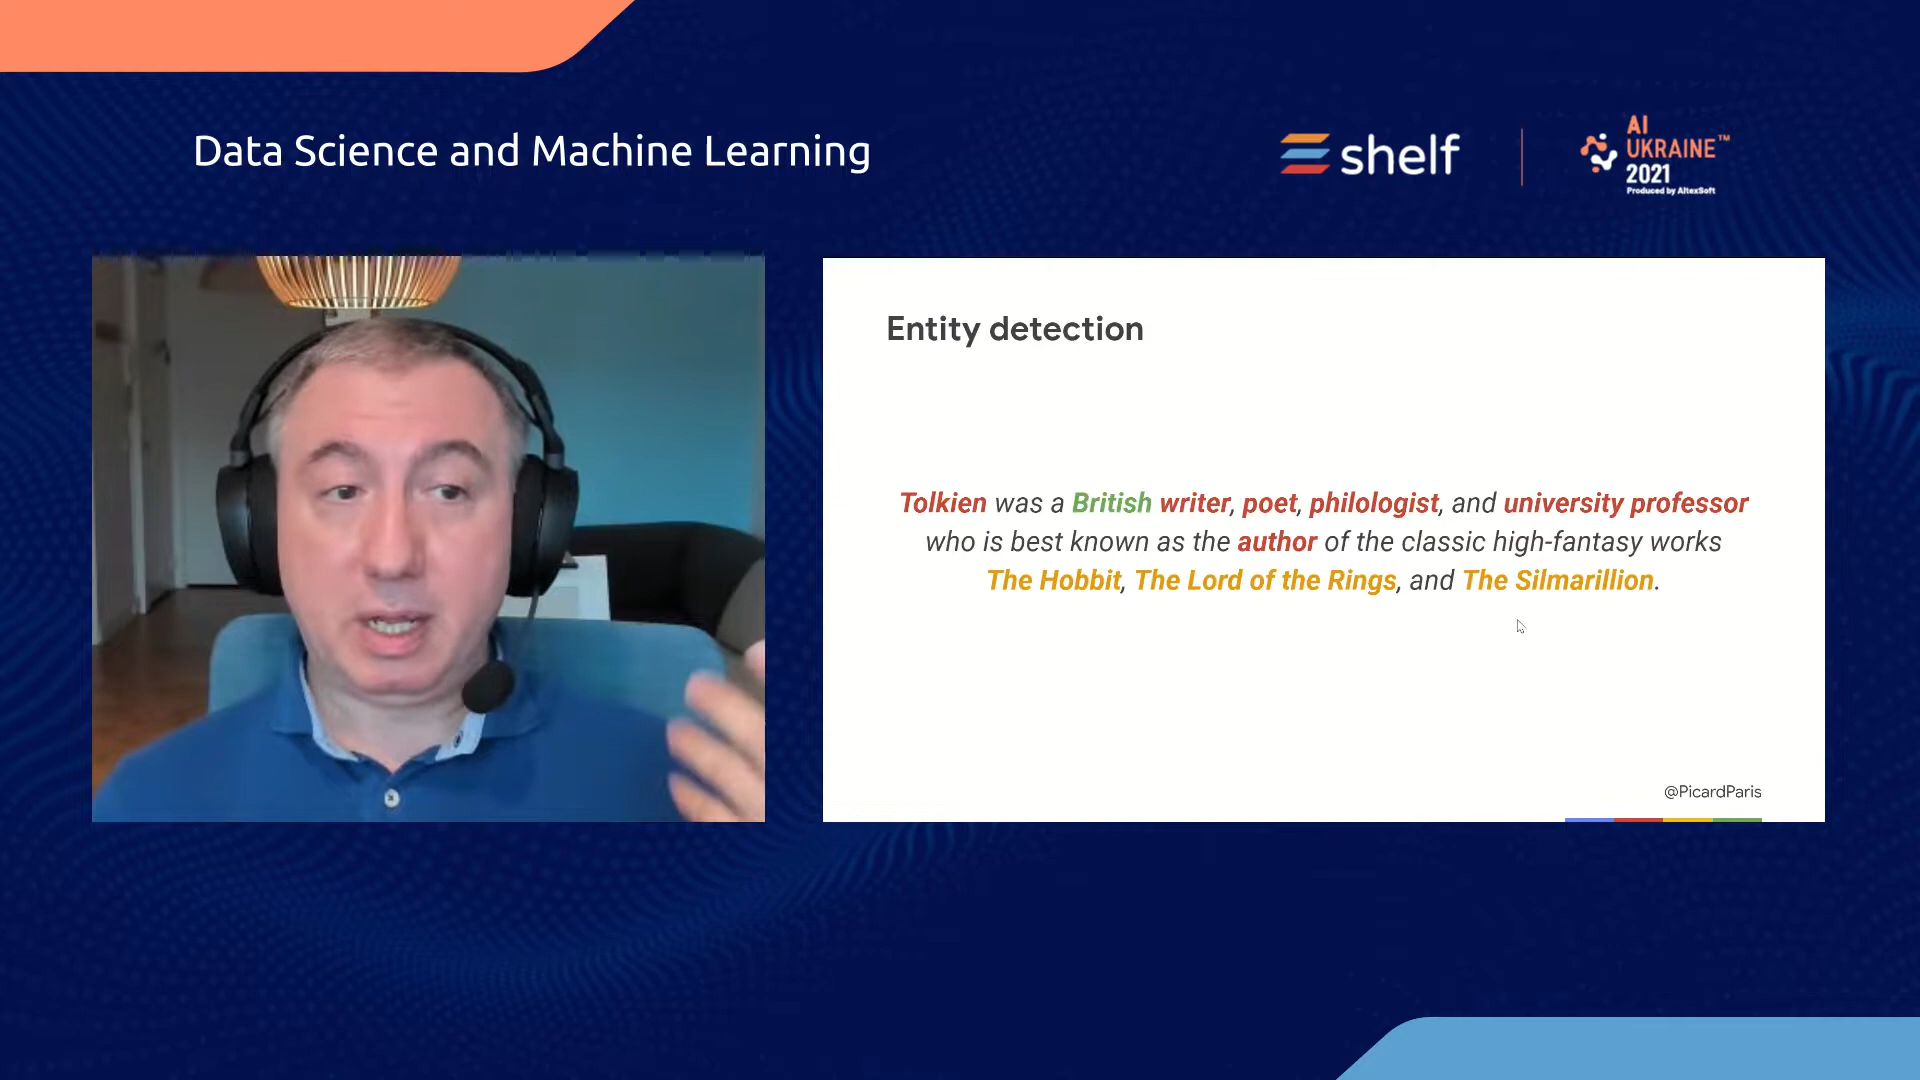 Data Science and Machine Learning
shelf
AI
UKRAINE™
2021
Produced by AltexSoft
Entity detection
Tolkien was a British writer, poet, philologist, and university professor
who is best known as the author of the classic high-fantasy works
The Hobbit, The Lord of the Rings, and The Silmarillion.
@PicardParis